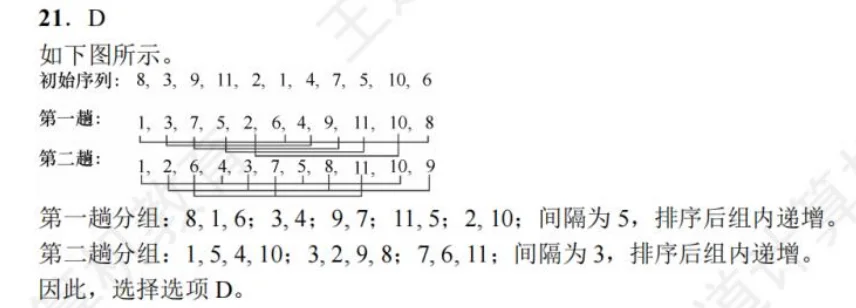 21. D
如下图所示。
初始序列: 8, 3, 9, 11, 2, 1, 4, 7, 5, 10, 6
第一趟: 1, 3, 7, 5, 2, 6, 4, 9, 11, 10, 8
第二趟: 1, 2, 6, 4, 3, 7, 5, 8, 11, 10, 9
第一趟分组: 8, 1, 6; 3, 4; 9, 7; 11, 5; 2, 10; 间隔为 5，排序后组内递增。
第二趟分组: 1, 5, 4, 10; 3, 2, 9, 8; 7, 6, 11; 间隔为 3，排序后组内递增。
因此，选择选项 D。